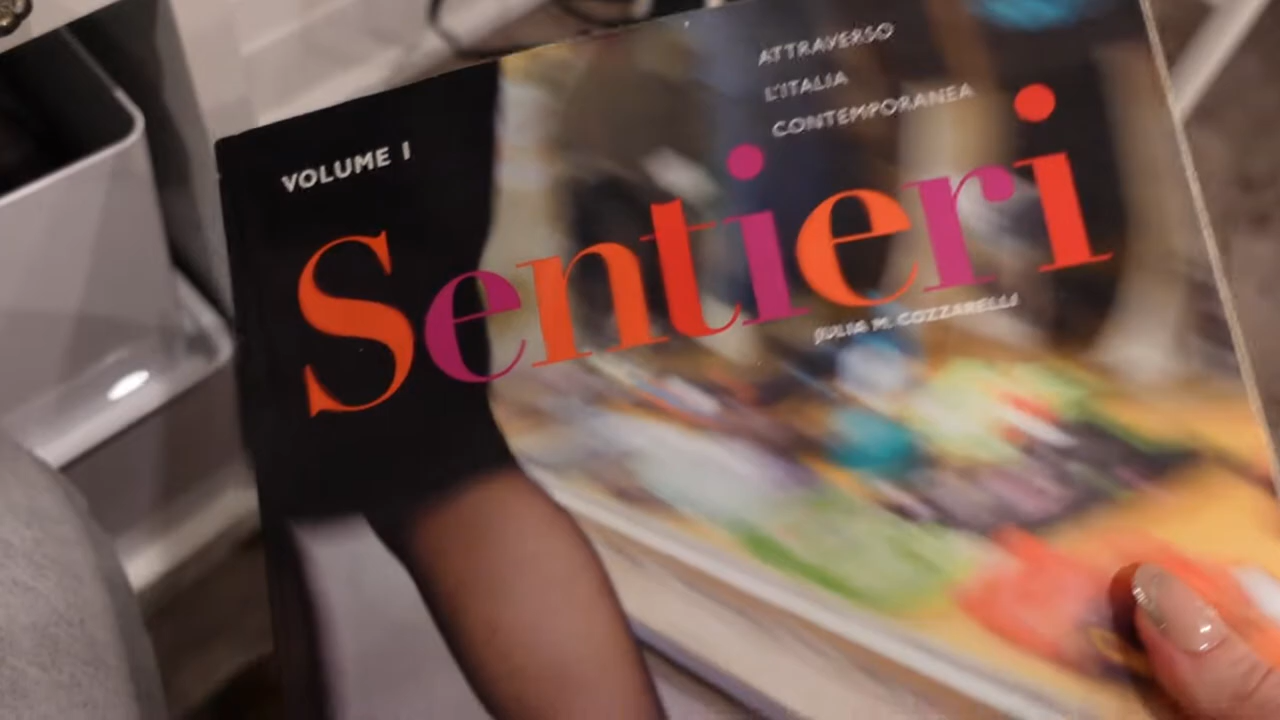 VOLUME I
ATTRAVERSO
L'ITALIA
CONTEMPORANEA
Sentieri
JULIA M. COZZARELLI